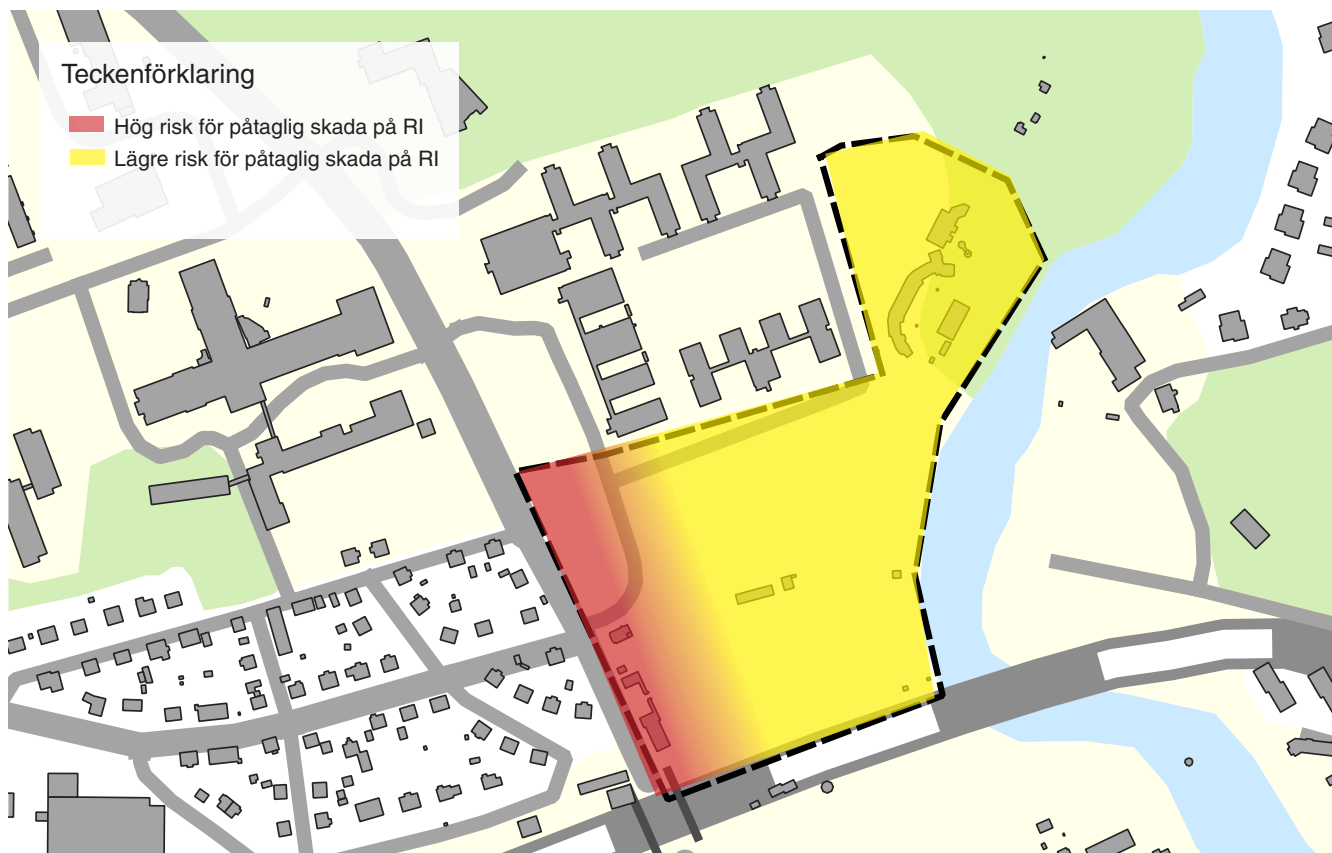 Teckenförklaring
Hög risk för påtaglig skada på RI
Lägre risk för påtaglig skada på RI